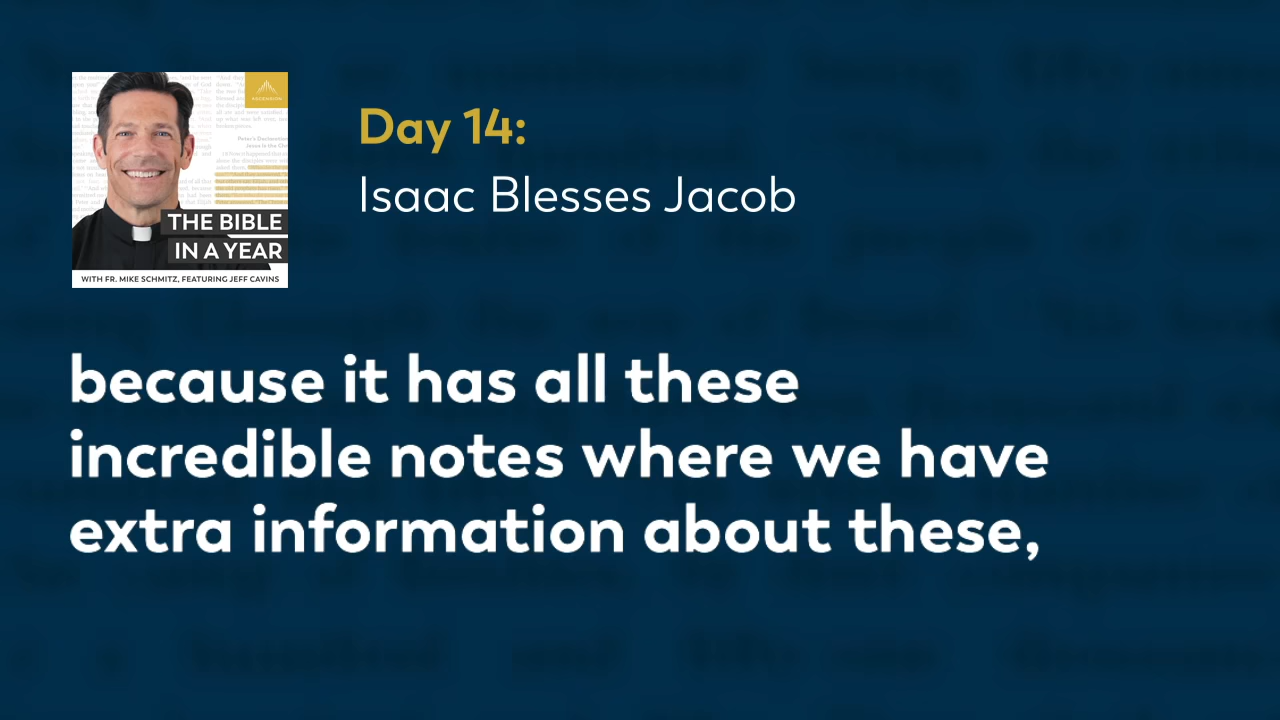 ASCENSION
THE BIBLE
IN A YEAR
WITH FR. MIKE SCHMITZ, FEATURING JEFF CAVINS
Day 14:
Isaac Blesses Jacob
because it has all these
incredible notes where we have
extra information about these,